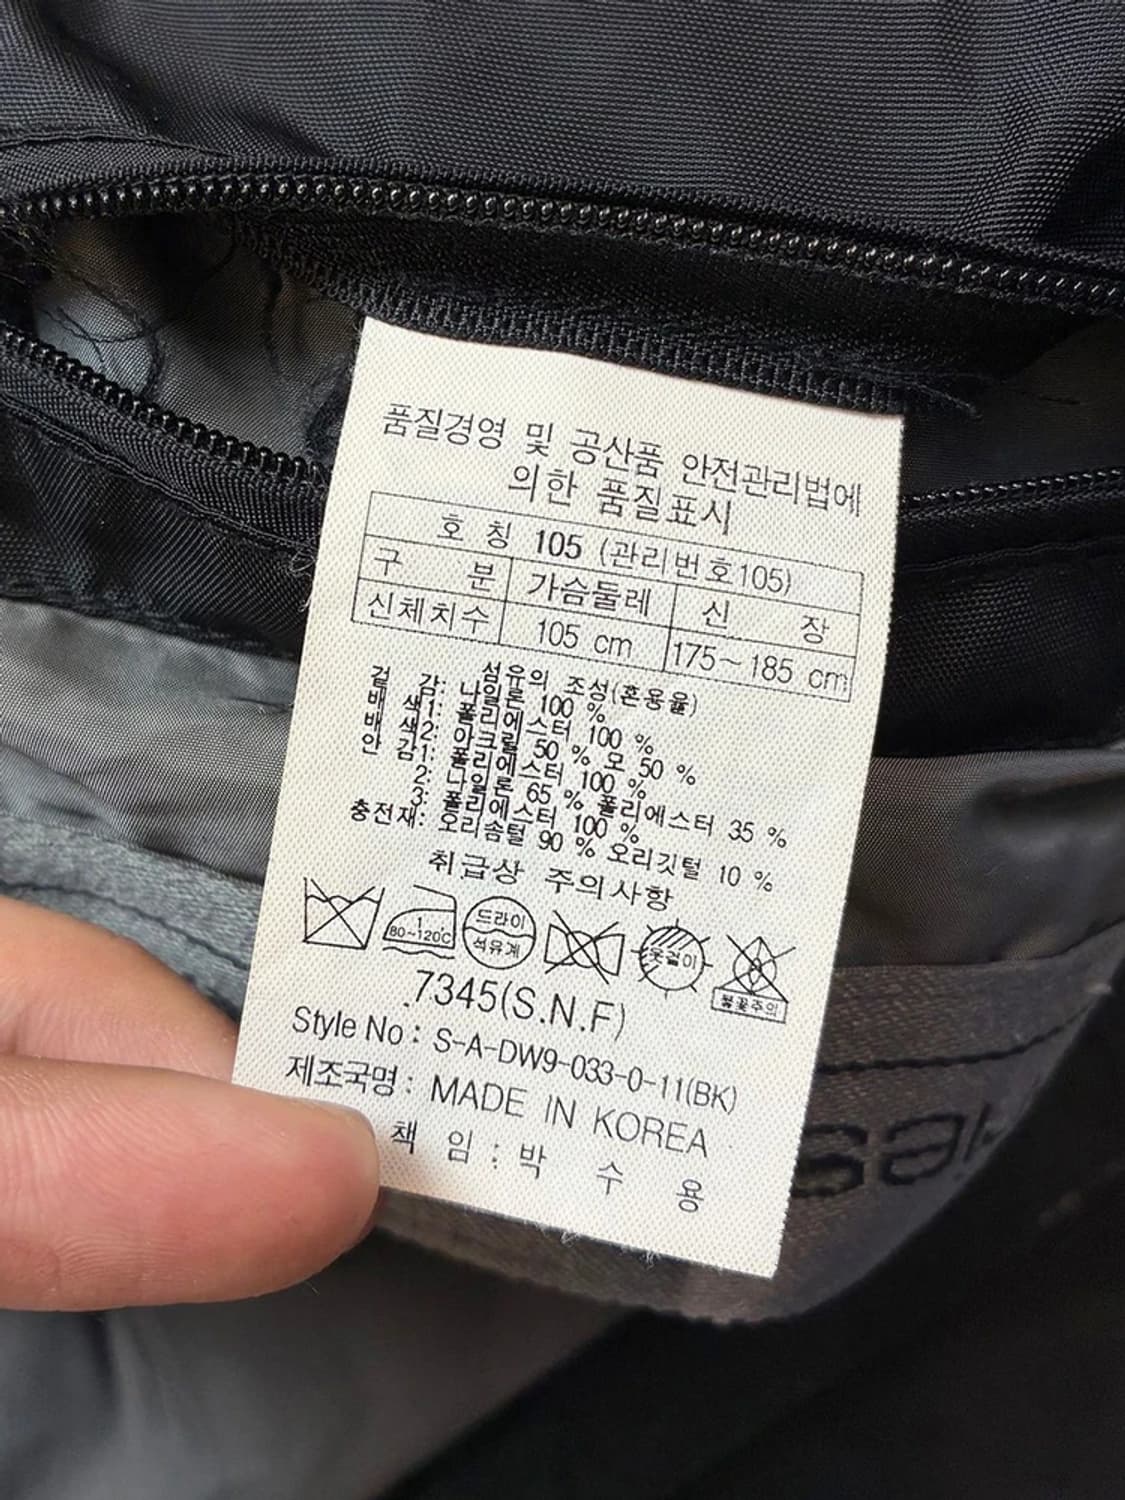 품질경영 및 공산품 안전관리법에
의한 품질표시
호 칭 105 (관리번호105)
구 분 가슴둘레 신 장
신체치수 105 cm 175~185 cm
섬유의 조성(혼용율)
겉 감: 나일론 100 %
배 색1: 폴리에스터 100 %
배 색2: 아크릴 50 % 모 50 %
안 감1: 폴리에스터 100 %
2: 나일론 65 % 폴리에스터 35 %
3: 폴리에스터 100 %
충전재: 오리솜털 90 % 오리깃털 10 %
취급상 주의사항
1 80~120℃ 드라이 석유계 옷걸이 불꽃주의
7345(S.N.F)
Style No : S-A-DW9-033-0-11(BK)
제조국명 : MADE IN KOREA
책 임 : 박 수 용